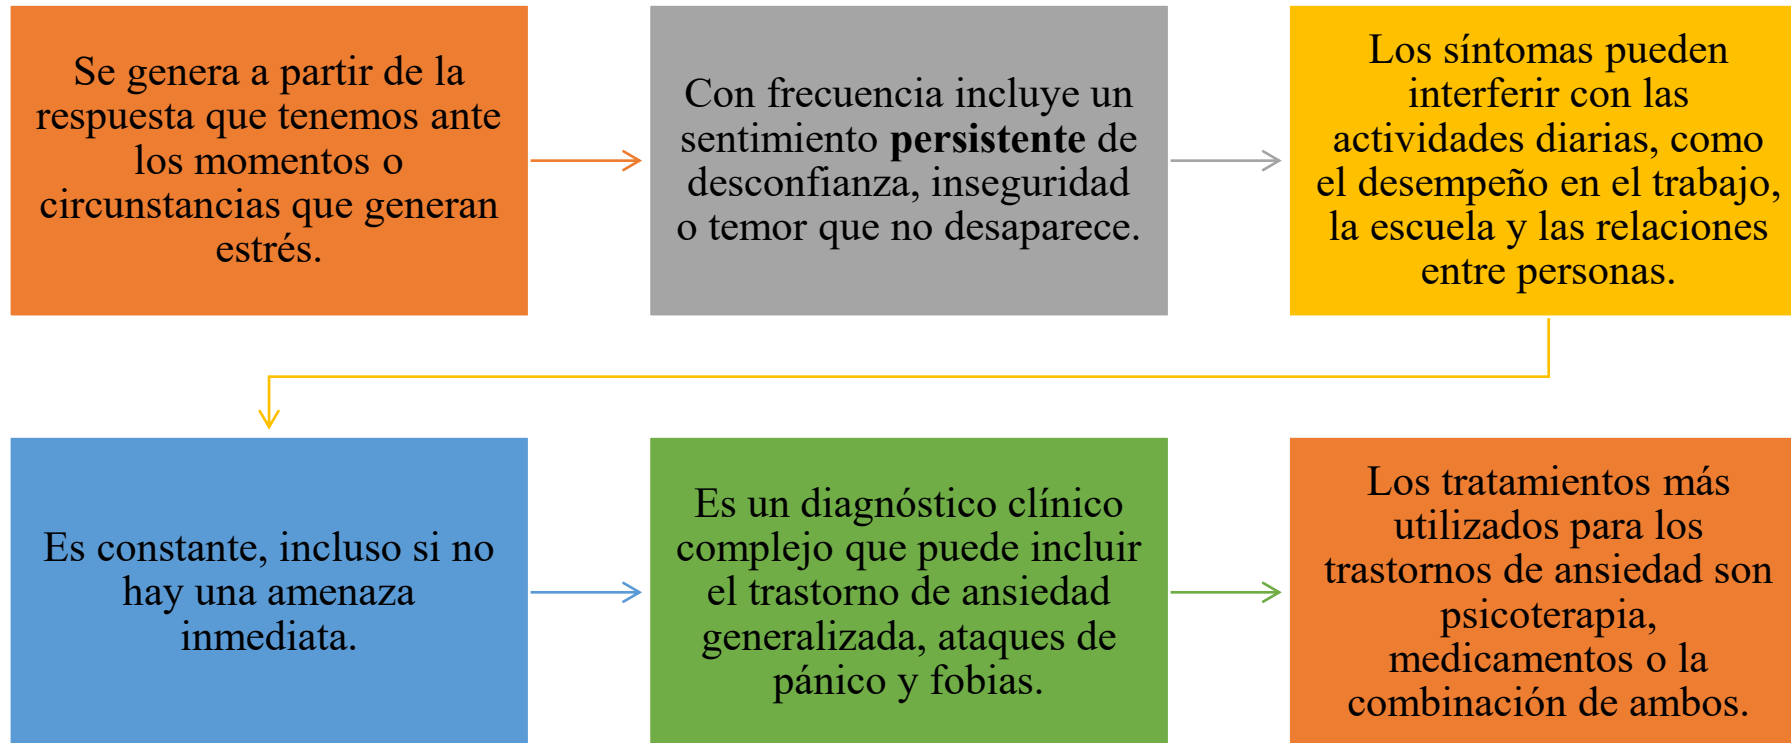 Se genera a partir de la
respuesta que tenemos ante
los momentos o
circunstancias que generan
estrés.
Con frecuencia incluye un
sentimiento persistente de
desconfianza, inseguridad
o temor que no desaparece.
Los síntomas pueden
interferir con las
actividades diarias, como
el desempeño en el trabajo,
la escuela y las relaciones
entre personas.
Es constante, incluso si no
hay una amenaza
inmediata.
Es un diagnóstico clínico
complejo que puede incluir
el trastorno de ansiedad
generalizada, ataques de
pánico y fobias.
Los tratamientos más
utilizados para los
trastornos de ansiedad son
psicoterapia,
medicamentos o la
combinación de ambos.